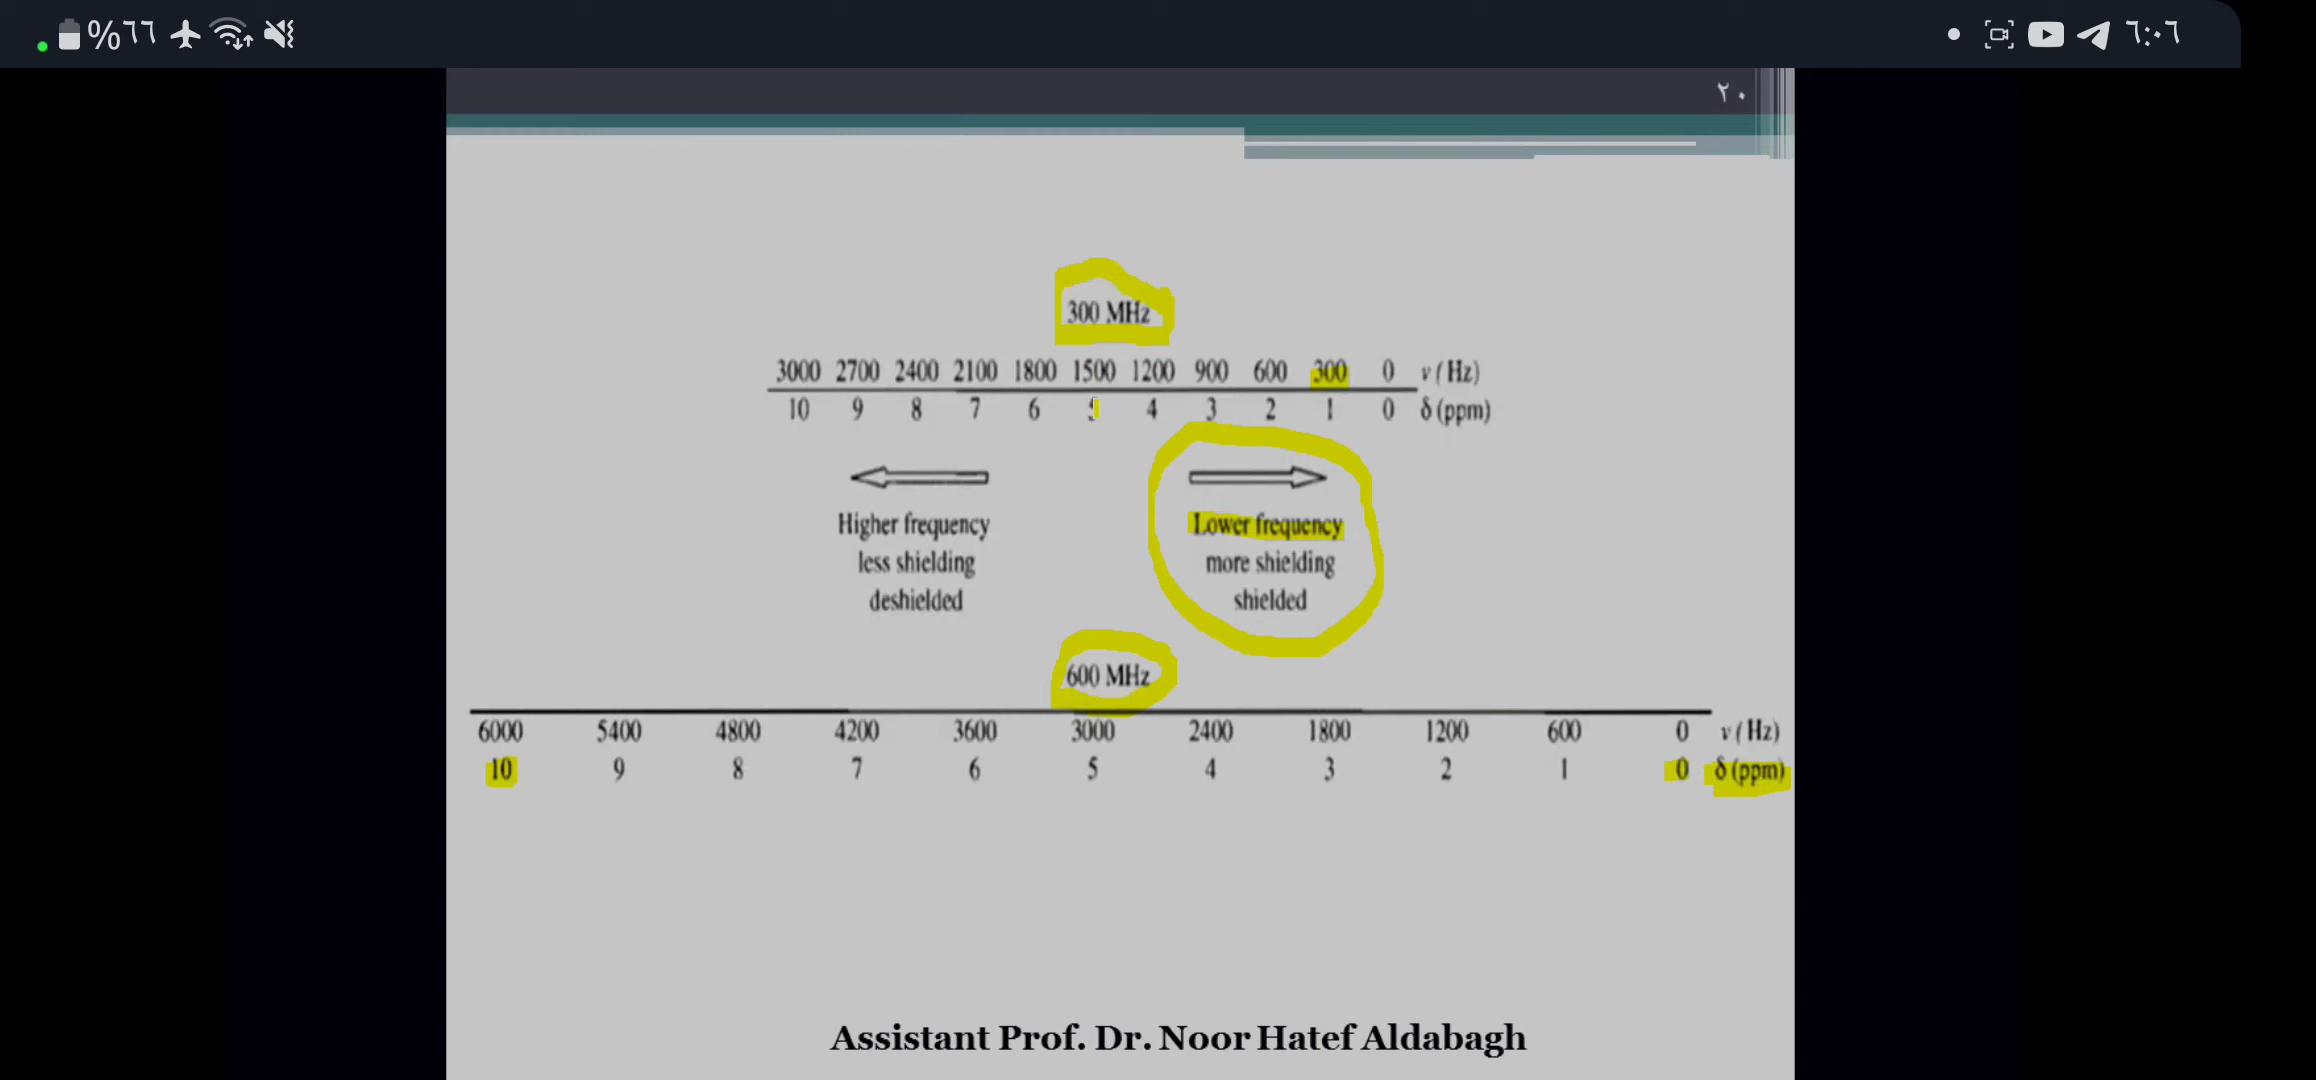 %٦٦
٦:٠٦
٢٠
300 MHz
3000 2700 2400 2100 1800 1500 1200 900 600 300 0 ν (Hz)
10 9 8 7 6 5 4 3 2 1 0 δ (ppm)
Higher frequency
less shielding
deshielded
Lower frequency
more shielding
shielded
600 MHz
6000 5400 4800 4200 3600 3000 2400 1800 1200 600 0 ν (Hz)
10 9 8 7 6 5 4 3 2 1 0 δ (ppm)
Assistant Prof. Dr. Noor Hatef Aldabagh